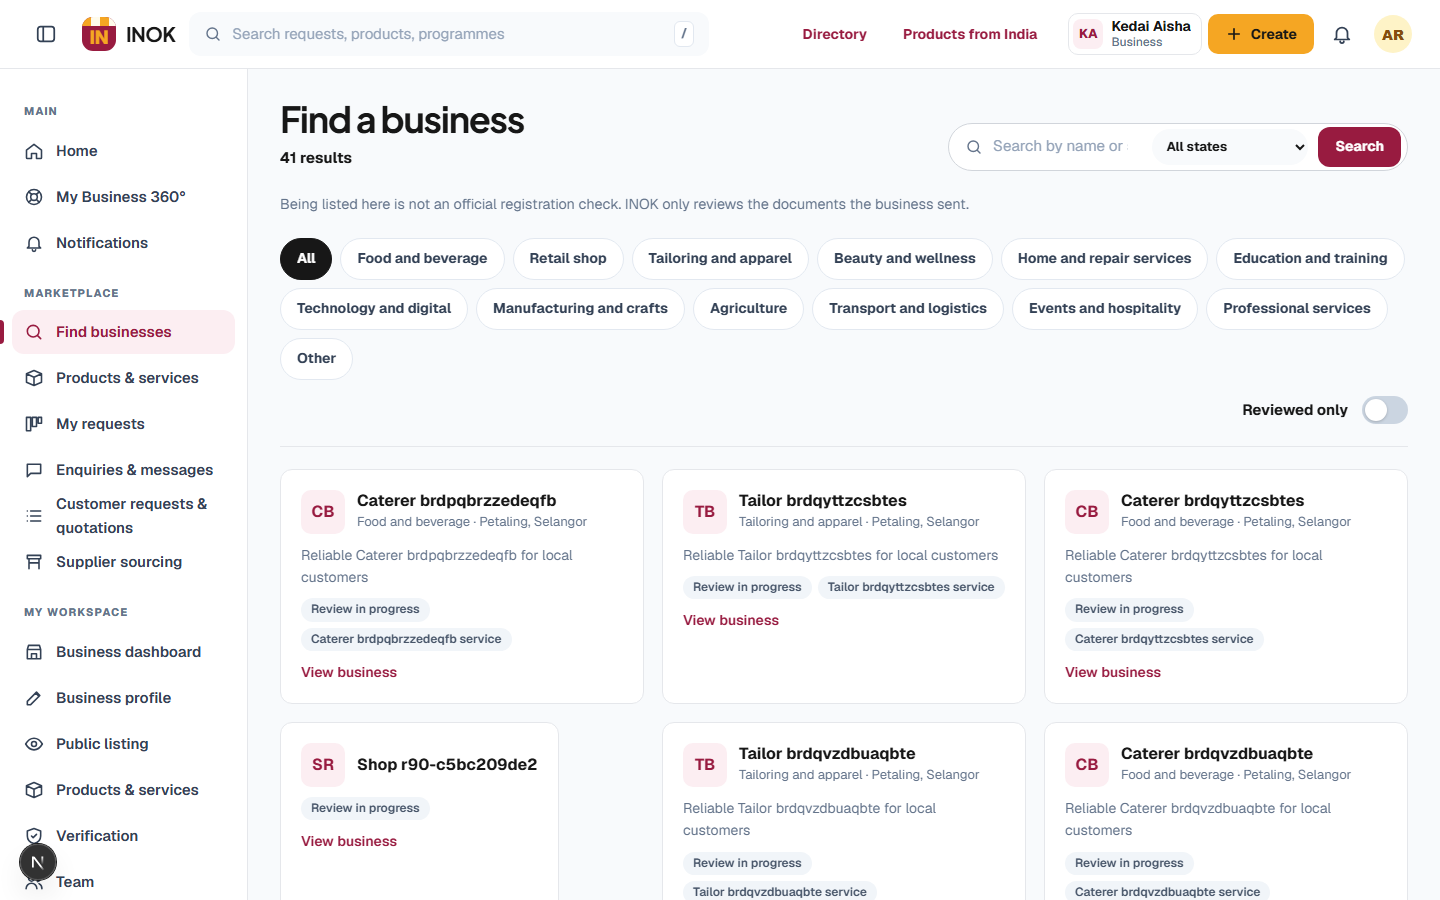 IN INOK
Search requests, products, programmes /
Directory
Products from India
KA Kedai Aisha
Business
+ Create
AR
MAIN
Home
My Business 360°
Notifications
MARKETPLACE
Find businesses
Products & services
My requests
Enquiries & messages
Customer requests &
quotations
Supplier sourcing
MY WORKSPACE
Business dashboard
Business profile
Public listing
Products & services
Verification
N
Team
Find a business
41 results
Search by name or
All states
Search
Being listed here is not an official registration check. INOK only reviews the documents the business sent.
All
Food and beverage
Retail shop
Tailoring and apparel
Beauty and wellness
Home and repair services
Education and training
Technology and digital
Manufacturing and crafts
Agriculture
Transport and logistics
Events and hospitality
Professional services
Other
Reviewed only
CB Caterer brdpqbrzzedeqfb
Food and beverage · Petaling, Selangor
Reliable Caterer brdpqbrzzedeqfb for local
customers
Review in progress
Caterer brdpqbrzzedeqfb service
View business
TB Tailor brdqyttzcsbtes
Tailoring and apparel · Petaling, Selangor
Reliable Tailor brdqyttzcsbtes for local customers
Review in progress
Tailor brdqyttzcsbtes service
View business
CB Caterer brdqyttzcsbtes
Food and beverage · Petaling, Selangor
Reliable Caterer brdqyttzcsbtes for local
customers
Review in progress
Caterer brdqyttzcsbtes service
View business
SR Shop r90-c5bc209de2
Review in progress
View business
TB Tailor brdqvzdbuaqbte
Tailoring and apparel · Petaling, Selangor
Reliable Tailor brdqvzdbuaqbte for local
customers
Review in progress
Tailor brdqvzdbuaqbte service
CB Caterer brdqvzdbuaqbte
Food and beverage · Petaling, Selangor
Reliable Caterer brdqvzdbuaqbte for local
customers
Review in progress
Caterer brdqvzdbuaqbte service